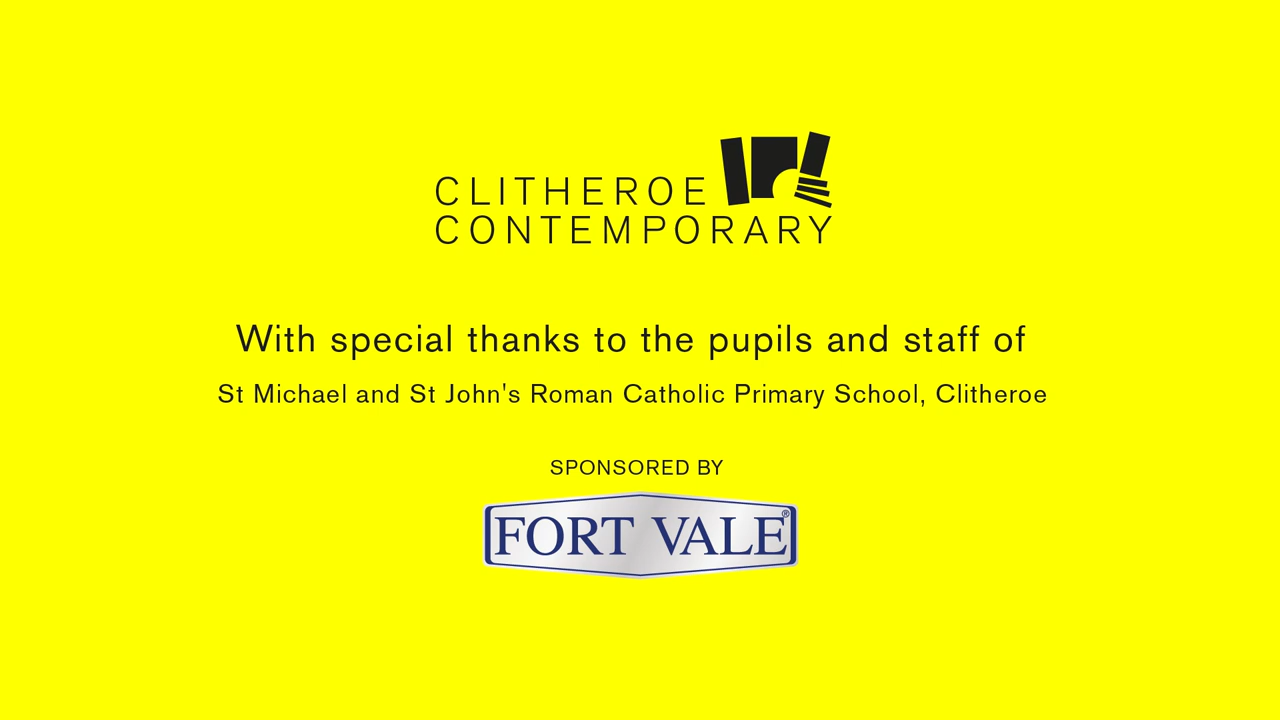 CLITHEROE
CONTEMPORARY
With special thanks to the pupils and staff of
St Michael and St John's Roman Catholic Primary School, Clitheroe
SPONSORED BY
FORT VALE®